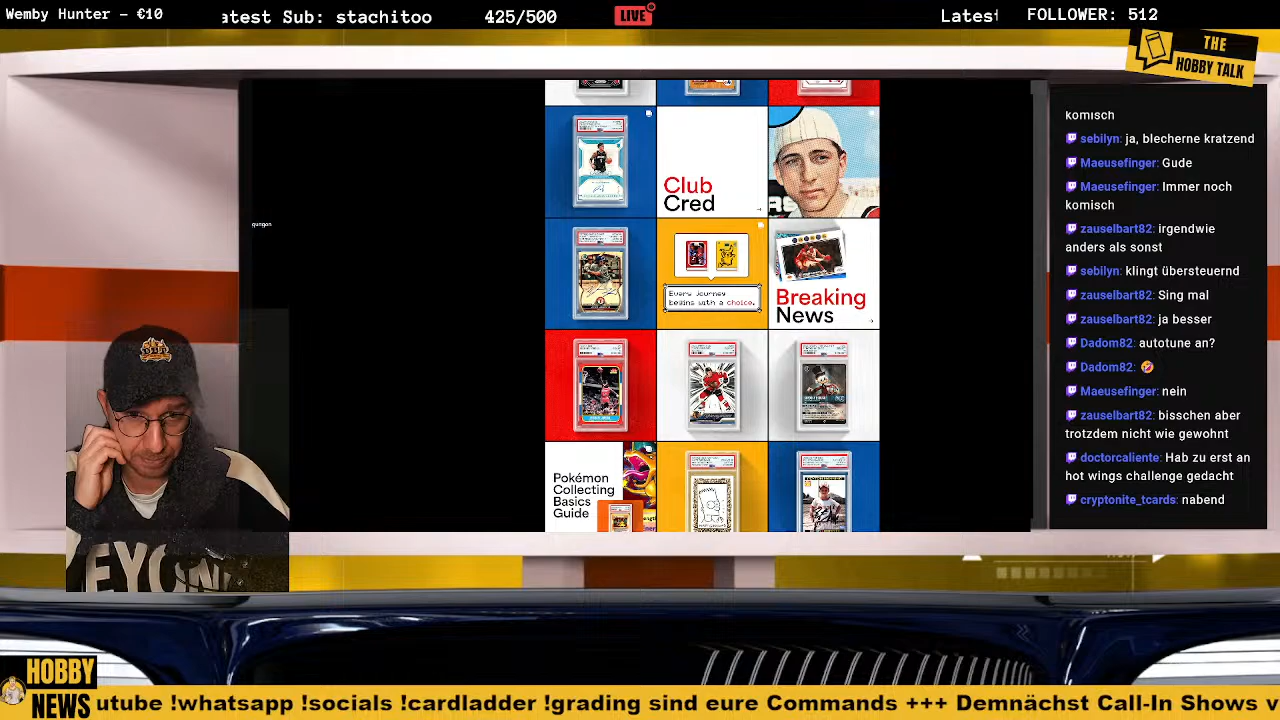 Wemby Hunter - €10
atest Sub: stachitoo
425/500
LIVE
Latest
FOLLOWER: 512
THE
HOBBY TALK
Club
Cred
gungon
Every journey
begins with a choice.
Breaking
News
Pokémon
Collecting
Basics
Guide
komisch
sebilyn: ja, blecherne kratzend
Maeusefinger: Gude
Maeusefinger: Immer noch
komisch
zauselbart82: irgendwie
anders als sonst
sebilyn: klingt übersteuernd
zauselbart82: Sing mal
zauselbart82: ja besser
Dadom82: autotune an?
Dadom82: 🤣
Maeusefinger: nein
zauselbart82: bisschen aber
trotzdem nicht wie gewohnt
doctorcaliente: Hab zu erst an
hot wings challenge gedacht
cryptonite_tcards: nabend
HOBBY
NEWS
utube !whatsapp !socials !cardladder !grading sind eure Commands +++ Demnächst Call-In Shows v